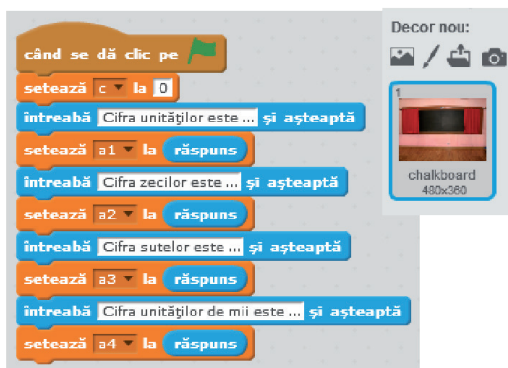 când se dă clic pe
setează c la 0
întreabă Cifra unităților este ... și așteaptă
setează a1 la răspuns
întreabă Cifra zecilor este ... și așteaptă
setează a2 la răspuns
întreabă Cifra sutelor este ... și așteaptă
setează a3 la răspuns
întreabă Cifra unităților de mii este ... și așteaptă
setează a4 la răspuns
Decor nou:
1
chalkboard
480x360